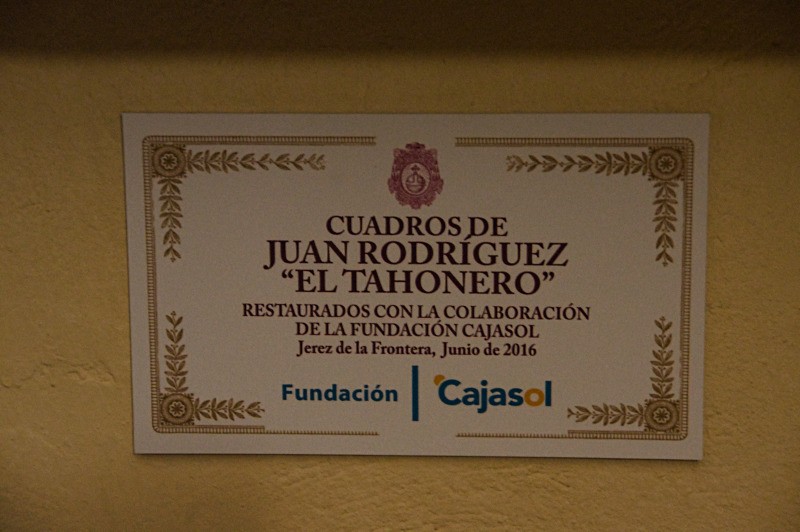 CUADROS DE
JUAN RODRÍGUEZ
“EL TAHONERO”
RESTAURADOS CON LA COLABORACIÓN
DE LA FUNDACIÓN CAJASOL
Jerez de la Frontera, Junio de 2016
Fundación | Cajasol